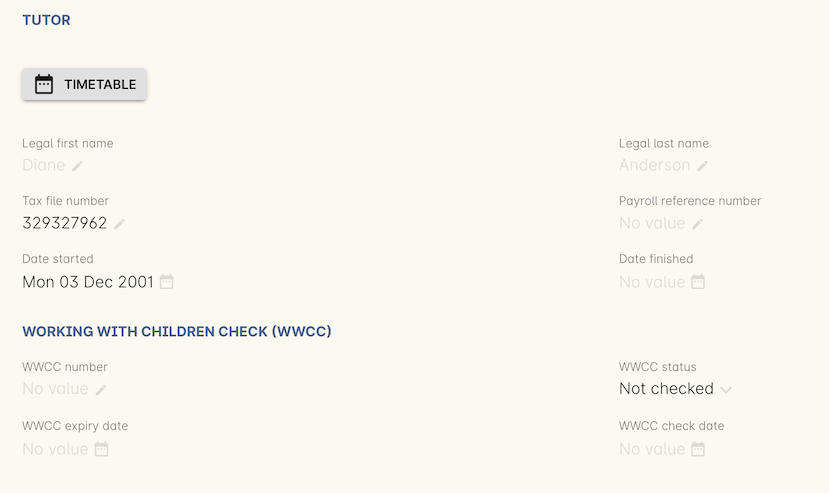 TUTOR
TIMETABLE
Legal first name
Legal last name
Diane
Anderson
Tax file number
Payroll reference number
329327962
No value
Date started
Date finished
Mon 03 Dec 2001
No value
WORKING WITH CHILDREN CHECK (WWCC)
WWCC number
WWCC status
No value
Not checked
WWCC expiry date
WWCC check date
No value
No value